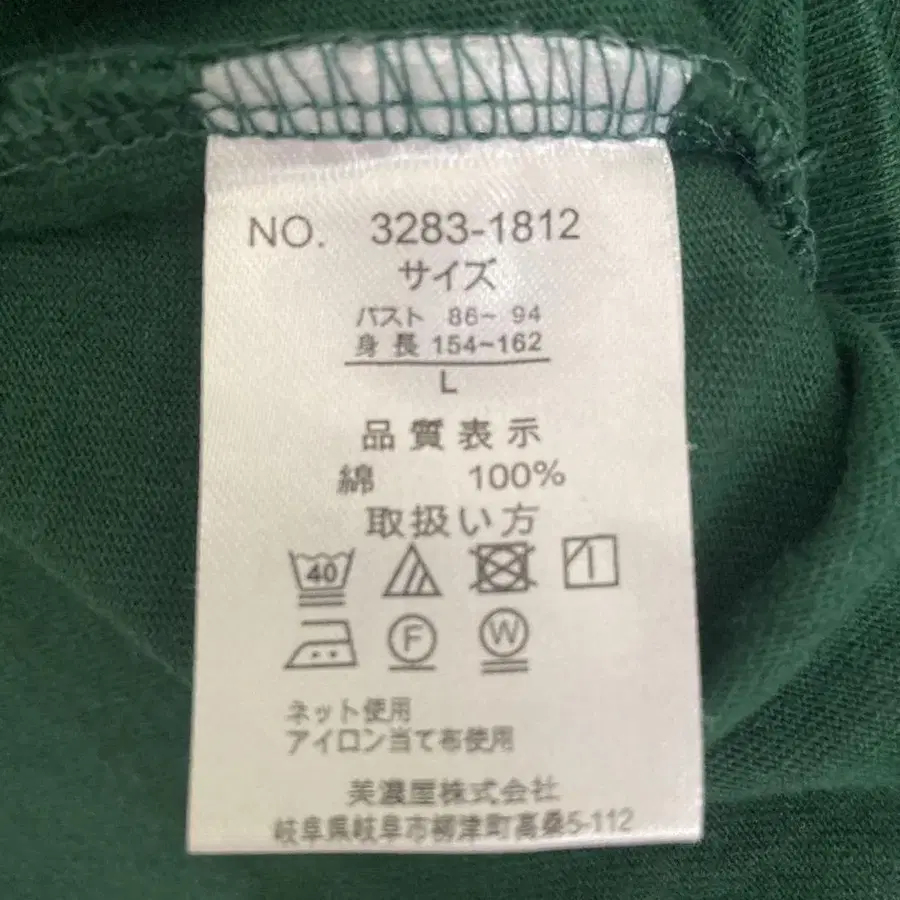 NO. 3283-1812
サイズ
バスト 86~94
身長 154~162
L
品質表示
綿 100%
取扱い方
40
F W
ネット使用
アイロン当て布使用
美濃屋株式会社
岐阜県岐阜市柳津町高桑5-112